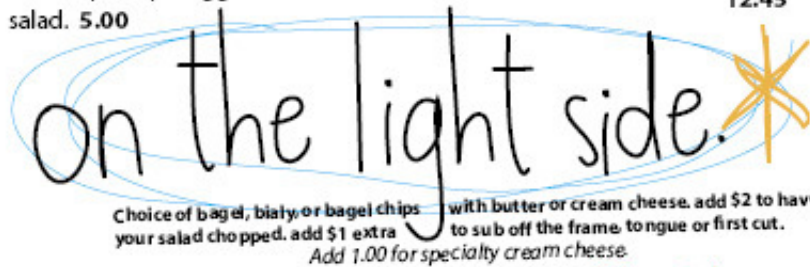 salad. 5.00
12.45
on the light side.
Choice of bagel, bialy, or bagel chips with butter or cream cheese. add $2 to have
your salad chopped. add $1 extra to sub off the frame, tongue or first cut.
Add 1.00 for specialty cream cheese.